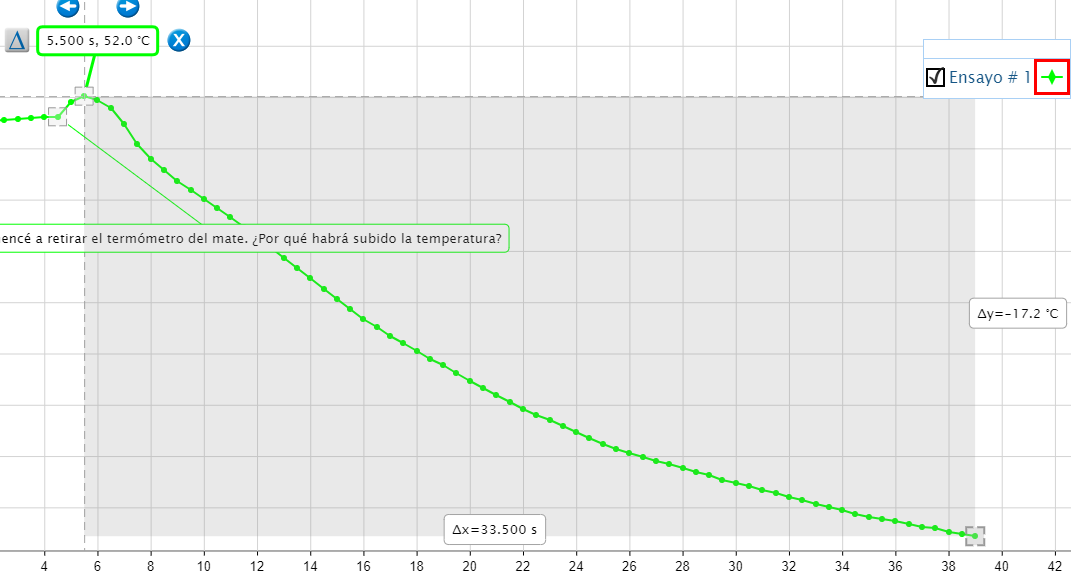 Δ
5.500 s, 52.0 °C
X
Ensayo # 1
encé a retirar el termómetro del mate. ¿Por qué habrá subido la temperatura?
Δy=-17.2 °C
Δx=33.500 s
4 6 8 10 12 14 16 18 20 22 24 26 28 30 32 34 36 38 40 42